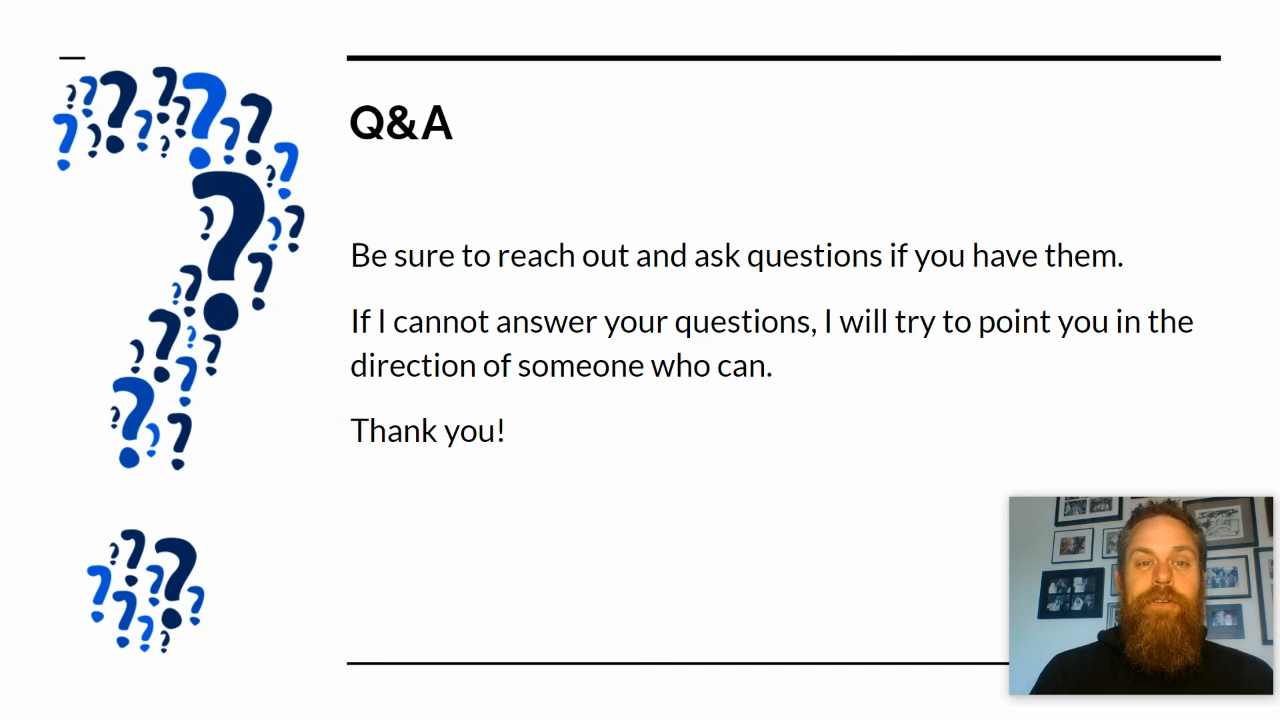 Q&A
Be sure to reach out and ask questions if you have them.
If I cannot answer your questions, I will try to point you in the
direction of someone who can.
Thank you!